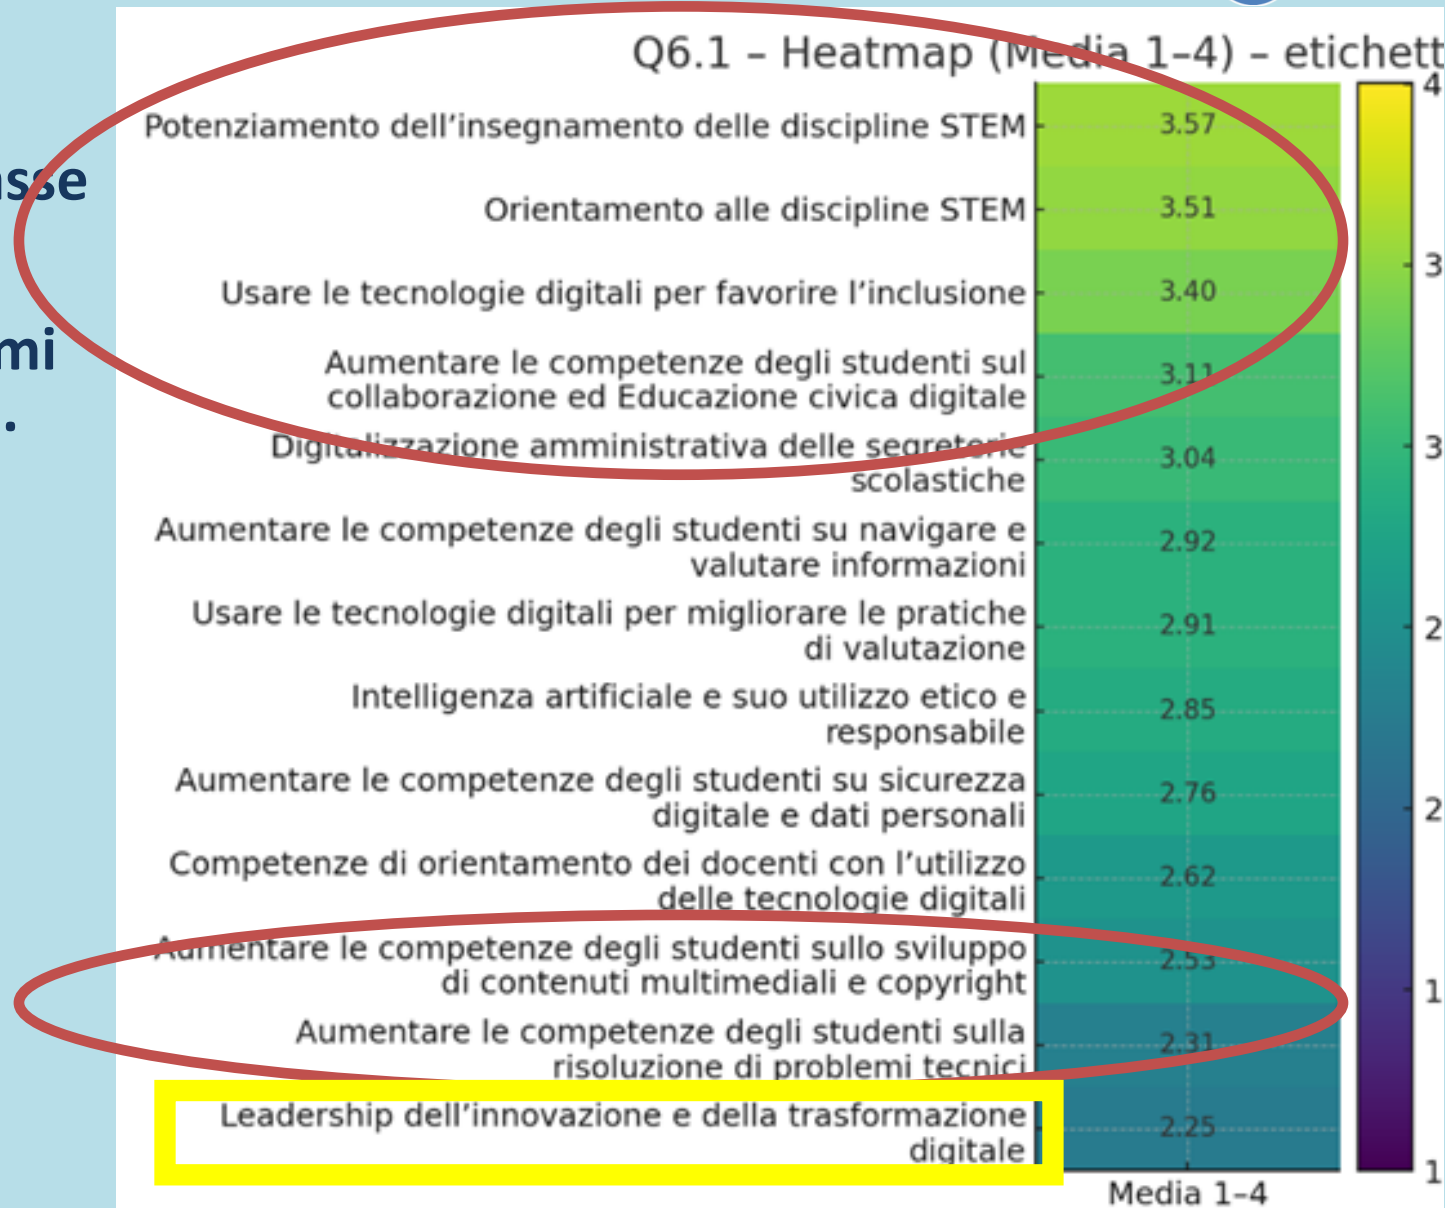 Q6.1 – Heatmap (Media 1–4) – etichett
asse
mi
.
Potenziamento dell’insegnamento delle discipline STEM
3.57
Orientamento alle discipline STEM
3.51
Usare le tecnologie digitali per favorire l’inclusione
3.40
Aumentare le competenze degli studenti sul
collaborazione ed Educazione civica digitale
3.11
Digitalizzazione amministrativa delle segreterie
scolastiche
3.04
Aumentare le competenze degli studenti su navigare e
valutare informazioni
2.92
Usare le tecnologie digitali per migliorare le pratiche
di valutazione
2.91
Intelligenza artificiale e suo utilizzo etico e
responsabile
2.85
Aumentare le competenze degli studenti su sicurezza
digitale e dati personali
2.76
Competenze di orientamento dei docenti con l’utilizzo
delle tecnologie digitali
2.62
Aumentare le competenze degli studenti sullo sviluppo
di contenuti multimediali e copyright
2.53
Aumentare le competenze degli studenti sulla
risoluzione di problemi tecnici
2.31
Leadership dell’innovazione e della trasformazione
digitale
2.25
Media 1–4
4
3
3
2
2
1
1